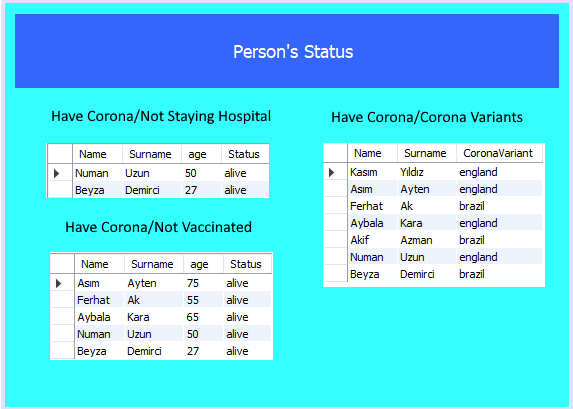 Person's Status
Have Corona/Not Staying Hospital
Name Surname age Status
Numan Uzun 50 alive
Beyza Demirci 27 alive
Have Corona/Not Vaccinated
Name Surname age Status
Asım Ayten 75 alive
Ferhat Ak 55 alive
Aybala Kara 65 alive
Numan Uzun 50 alive
Beyza Demirci 27 alive
Have Corona/Corona Variants
Name Surname CoronaVariant
Kasım Yıldız england
Asım Ayten england
Ferhat Ak brazil
Aybala Kara england
Akif Azman brazil
Numan Uzun england
Beyza Demirci brazil